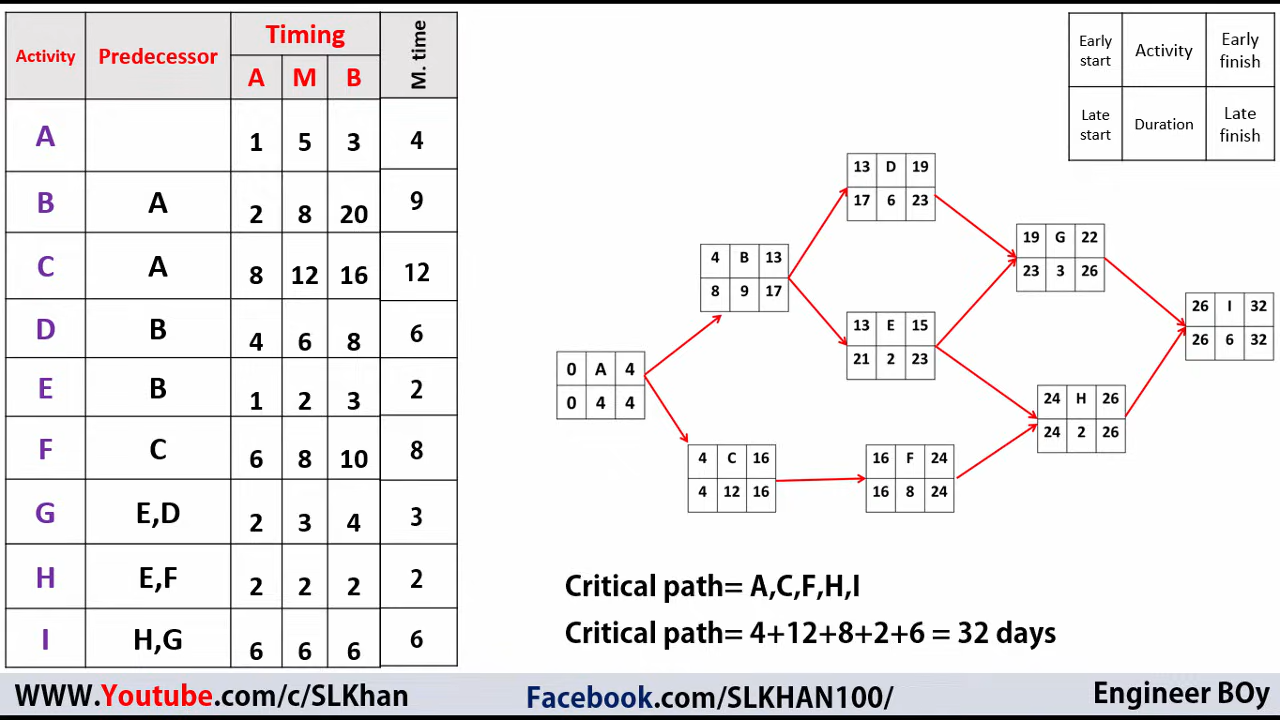 Activity Predecessor Timing M. time
A M B
A 1 5 3 4
B A 2 8 20 9
C A 8 12 16 12
D B 4 6 8 6
E B 1 2 3 2
F C 6 8 10 8
G E,D 2 3 4 3
H E,F 2 2 2 2
I H,G 6 6 6 6
Early start Activity Early finish
Late start Duration Late finish
13 D 19
17 6 23
19 G 22
23 3 26
4 B 13
8 9 17
26 I 32
26 6 32
13 E 15
21 2 23
0 A 4
0 4 4
24 H 26
24 2 26
4 C 16
4 12 16
16 F 24
16 8 24
Critical path= A,C,F,H,I
Critical path= 4+12+8+2+6 = 32 days
WWW.Youtube.com/c/SLKhan
Facebook.com/SLKHAN100/
Engineer BOy